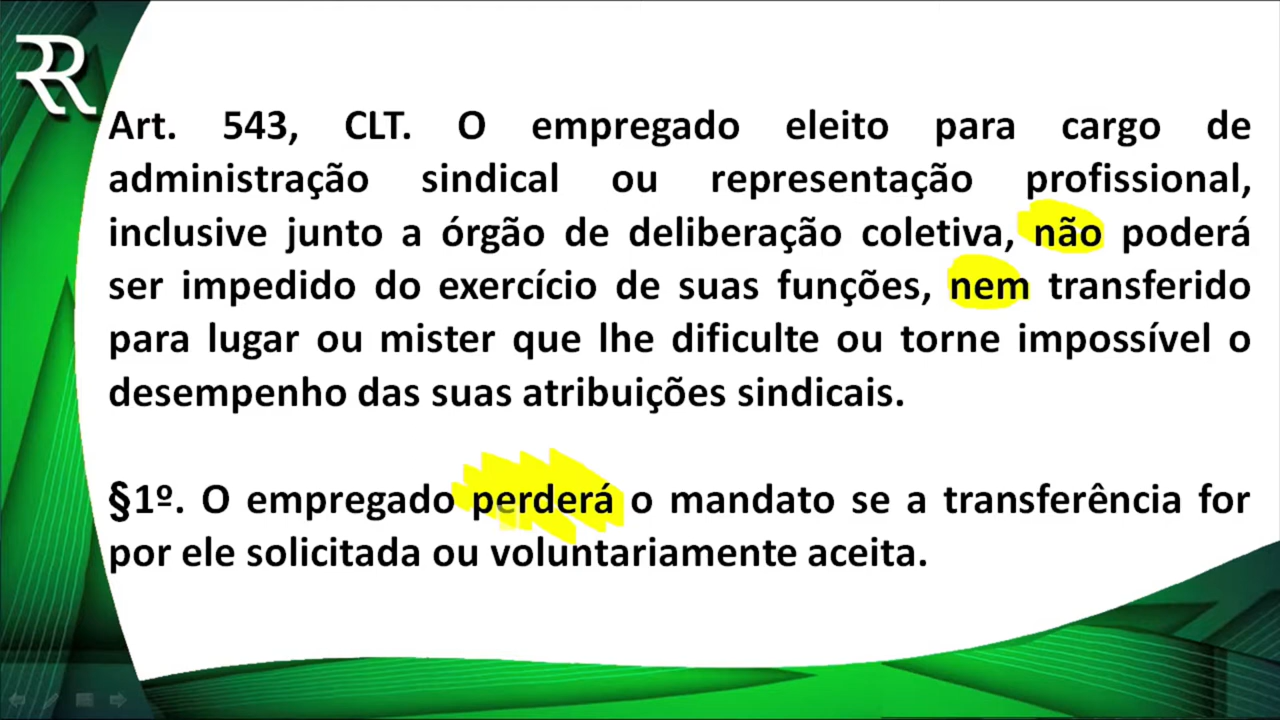 Art. 543, CLT. O empregado eleito para cargo de
administração sindical ou representação profissional,
inclusive junto a órgão de deliberação coletiva, não poderá
ser impedido do exercício de suas funções, nem transferido
para lugar ou mister que lhe dificulte ou torne impossível o
desempenho das suas atribuições sindicais.
§1º. O empregado perderá o mandato se a transferência for
por ele solicitada ou voluntariamente aceita.